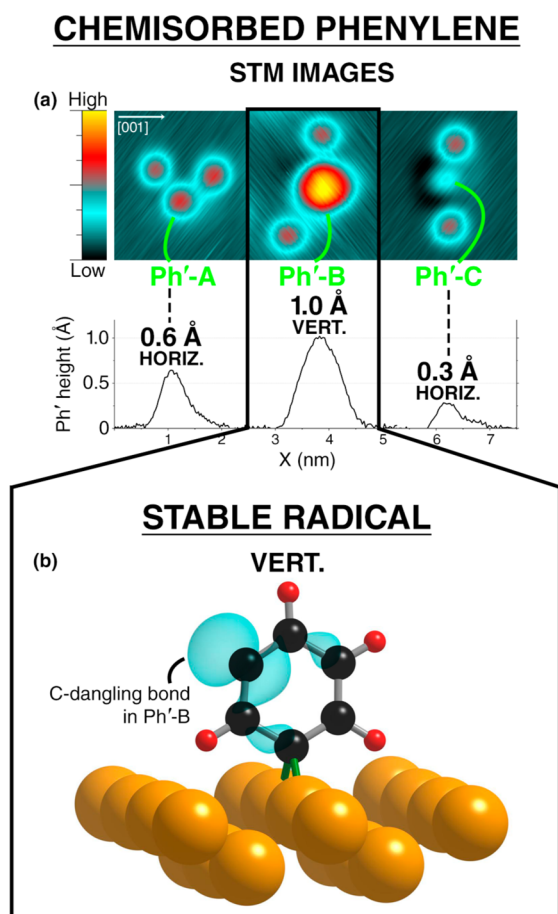 CHEMISORBED PHENYLENE
STM IMAGES
(a) High
[001]
Low
Ph′-A Ph′-B Ph′-C
0.6 Å
HORIZ.
1.0 Å
VERT.
0.3 Å
HORIZ.
Ph′ height (Å)
1.0
0.5
0
1 2 3 4 5 6 7
X (nm)
STABLE RADICAL
(b) VERT.
C-dangling bond
in Ph′-B